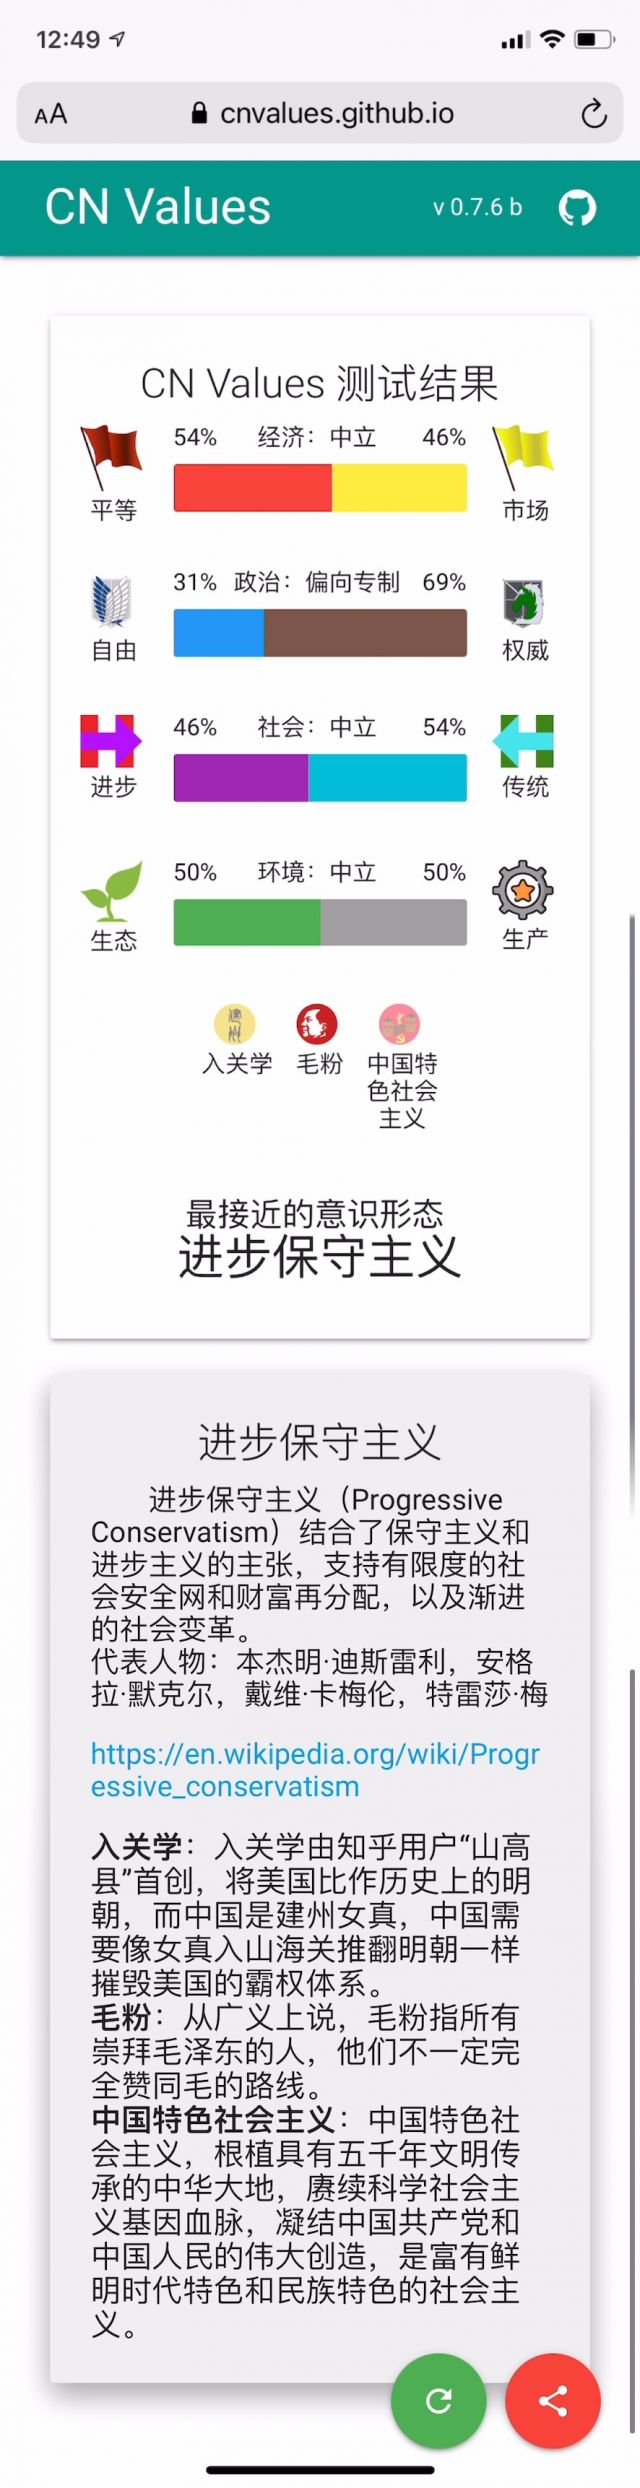 12:49
AA cnvalues.github.io
CN Values v 0.7.6 b
CN Values 测试结果
54% 经济：中立 46%
平等 市场
31% 政治：偏向专制 69%
自由 权威
46% 社会：中立 54%
进步 传统
50% 环境：中立 50%
生态 生产
入关学 毛粉 中国特
色社会
主义
最接近的意识形态
进步保守主义
进步保守主义
进步保守主义（Progressive
Conservatism）结合了保守主义和
进步主义的主张，支持有限度的社
会安全网和财富再分配，以及渐进
的社会变革。
代表人物：本杰明·迪斯雷利，安格
拉·默克尔，戴维·卡梅伦，特雷莎·梅
https://en.wikipedia.org/wiki/Progr
essive_conservatism
入关学：入关学由知乎用户“山高
县”首创，将美国比作历史上的明
朝，而中国是建州女真，中国需
要像女真入山海关推翻明朝一样
摧毁美国的霸权体系。
毛粉：从广义上说，毛粉指所有
崇拜毛泽东的人，他们不一定完
全赞同毛的路线。
中国特色社会主义：中国特色社
会主义，根植具有五千年文明传
承的中华大地，赓续科学社会主
义基因血脉，凝结中国共产党和
中国人民的伟大创造，是富有鲜
明时代特色和民族特色的社会主
义。